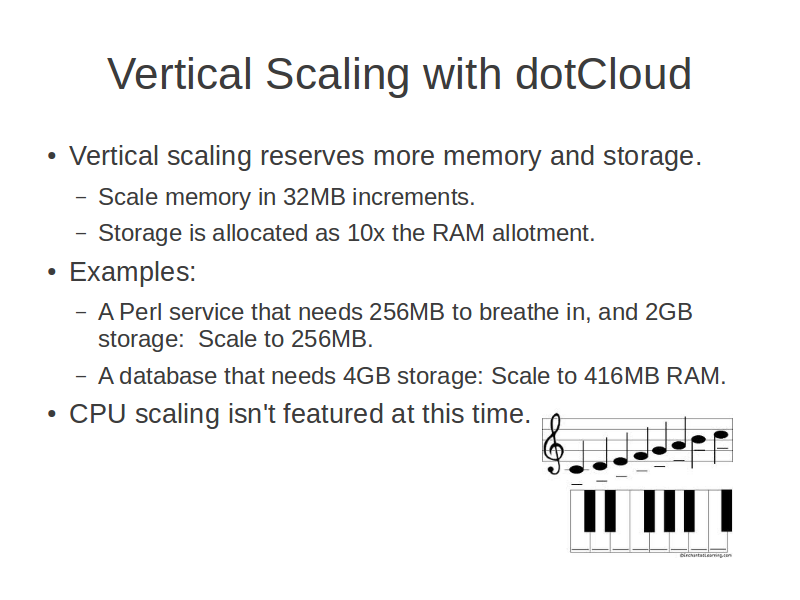 Vertical Scaling with dotCloud
● Vertical scaling reserves more memory and storage.
– Scale memory in 32MB increments.
– Storage is allocated as 10x the RAM allotment.
● Examples:
– A Perl service that needs 256MB to breathe in, and 2GB
storage:  Scale to 256MB.
– A database that needs 4GB storage: Scale to 416MB RAM.
● CPU scaling isn't featured at this time.
©EnchantedLearning.com